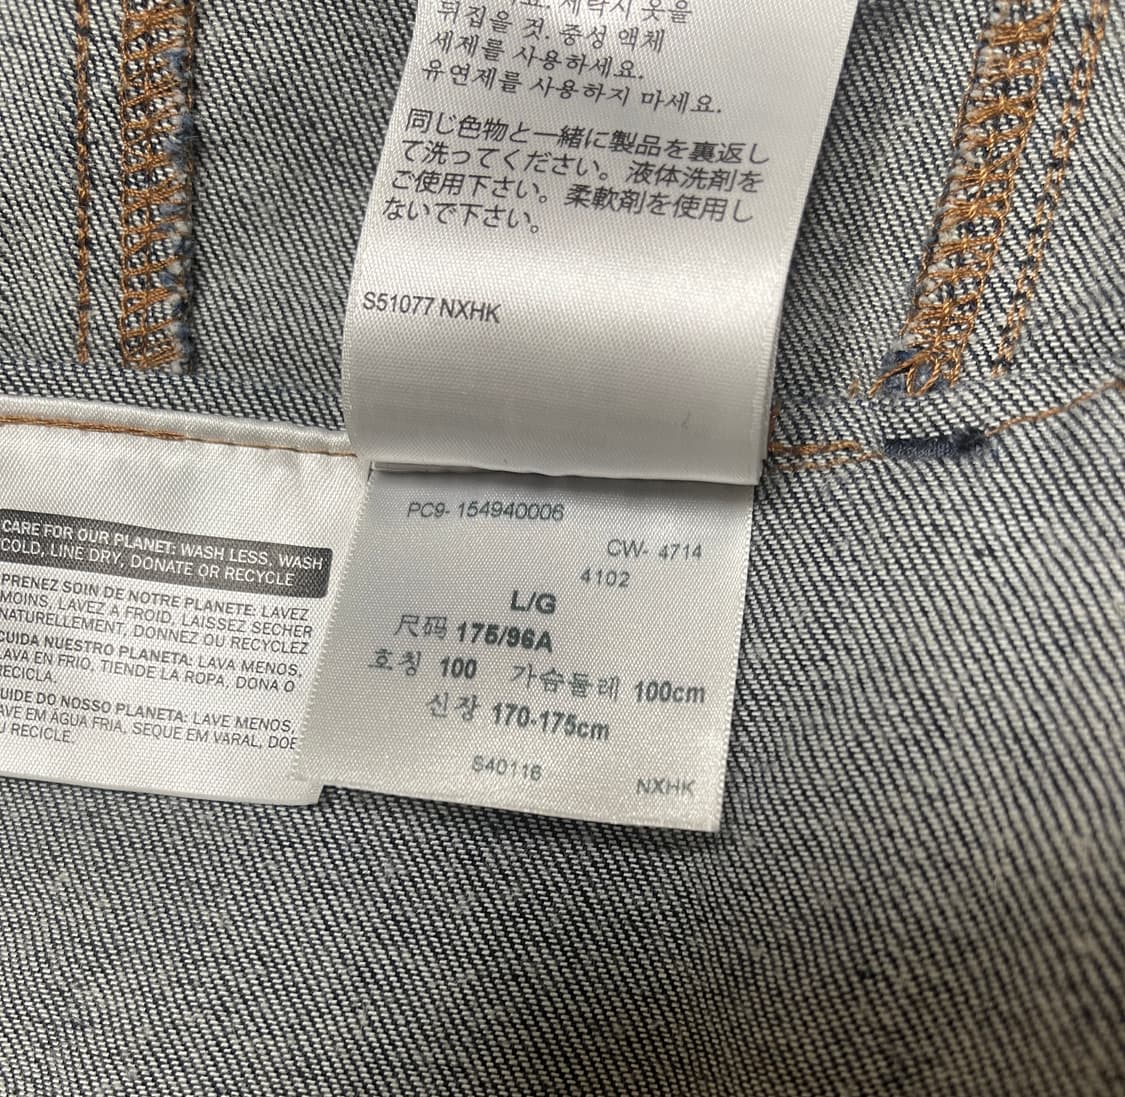 세탁시 옷을
뒤집을 것. 중성 액체
세제를 사용하세요.
유연제를 사용하지 마세요.
同じ色物と一緒に製品を裏返し
て洗ってください。液体洗剤を
ご使用下さい。柔軟剤を使用し
ないで下さい。
S51077 NXHK
PC9- 154940006
CW- 4714
4102
L/G
尺码 175/96A
호칭 100 가슴둘레 100cm
신장 170-175cm
S40116 NXHK
CARE FOR OUR PLANET: WASH LESS, WASH
COLD, LINE DRY, DONATE OR RECYCLE
PRENEZ SOIN DE NOTRE PLANETE: LAVEZ
MOINS, LAVEZ A FROID, LAISSEZ SECHER
NATURELLEMENT, DONNEZ OU RECYCLEZ
CUIDA NUESTRO PLANETA: LAVA MENOS,
LAVA EN FRIO, TIENDE LA ROPA, DONA O
RECICLA.
UIDE DO NOSSO PLANETA: LAVE MENOS,
AVE EM ÁGUA FRIA, SEQUE EM VARAL, DOE
U RECICLE.